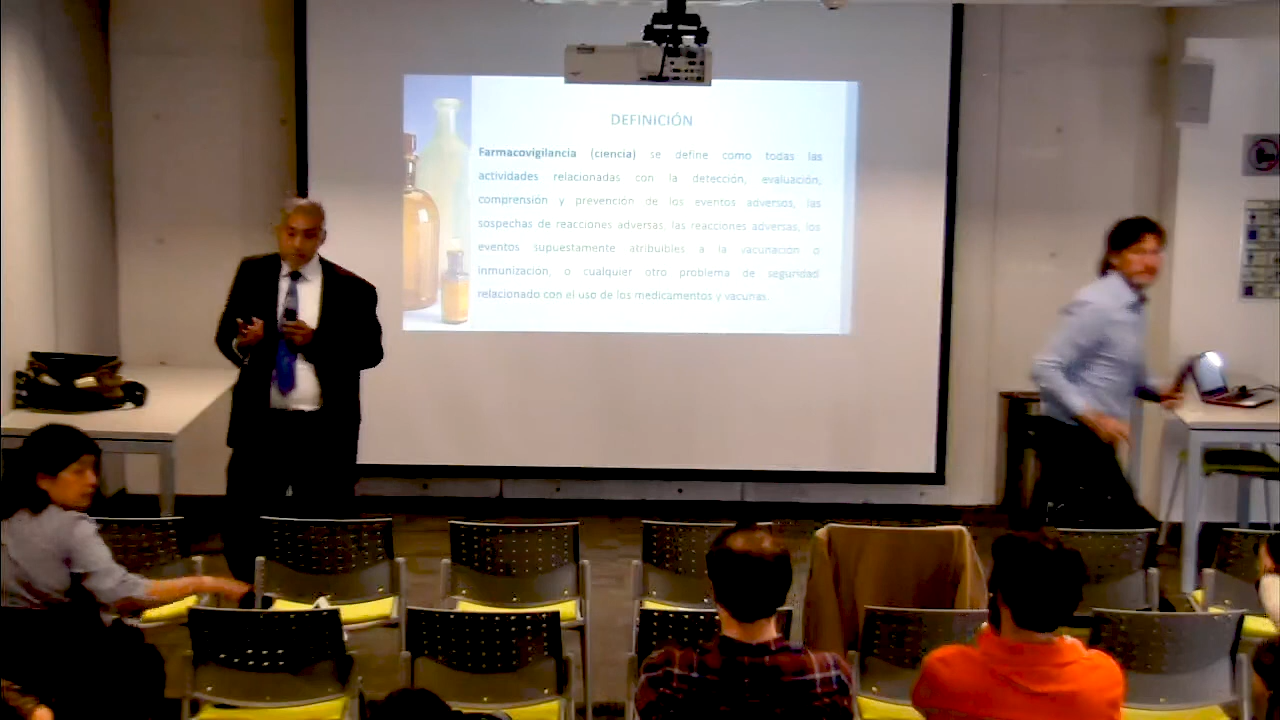 DEFINICIÓN
Farmacovigilancia (ciencia) se define como todas las
actividades relacionadas con la detección, evaluación,
comprensión y prevención de los eventos adversos, las
sospechas de reacciones adversas, las reacciones adversas, los
eventos supuestamente atribuibles a la vacunación o
inmunización, o cualquier otro problema de seguridad
relacionado con el uso de los medicamentos y vacunas.